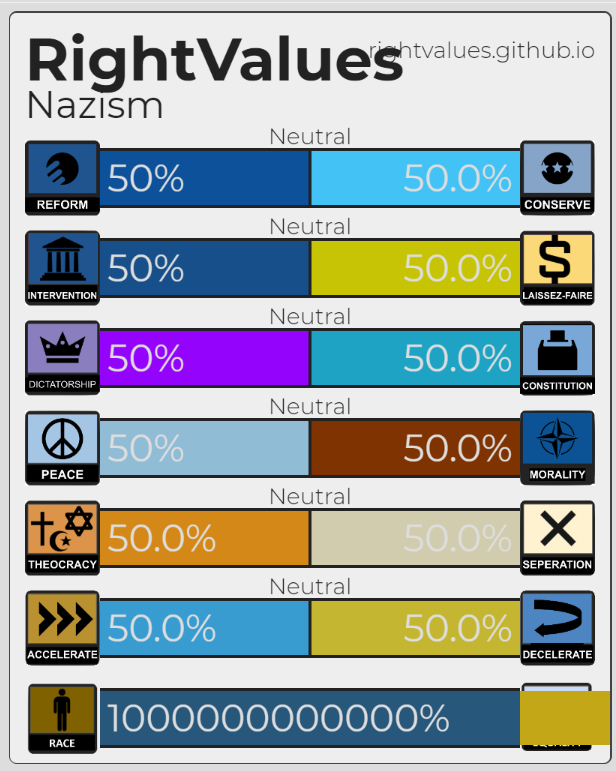 RightValues
rightvalues.github.io
Nazism
Neutral
REFORM 50% 50.0% CONSERVE
Neutral
INTERVENTION 50% 50.0% LAISSEZ-FAIRE
Neutral
DICTATORSHIP 50% 50.0% CONSTITUTION
Neutral
PEACE 50% 50.0% MORALITY
Neutral
THEOCRACY 50.0% 50.0% SEPERATION
Neutral
ACCELERATE 50.0% 50.0% DECELERATE
RACE 1000000000000%